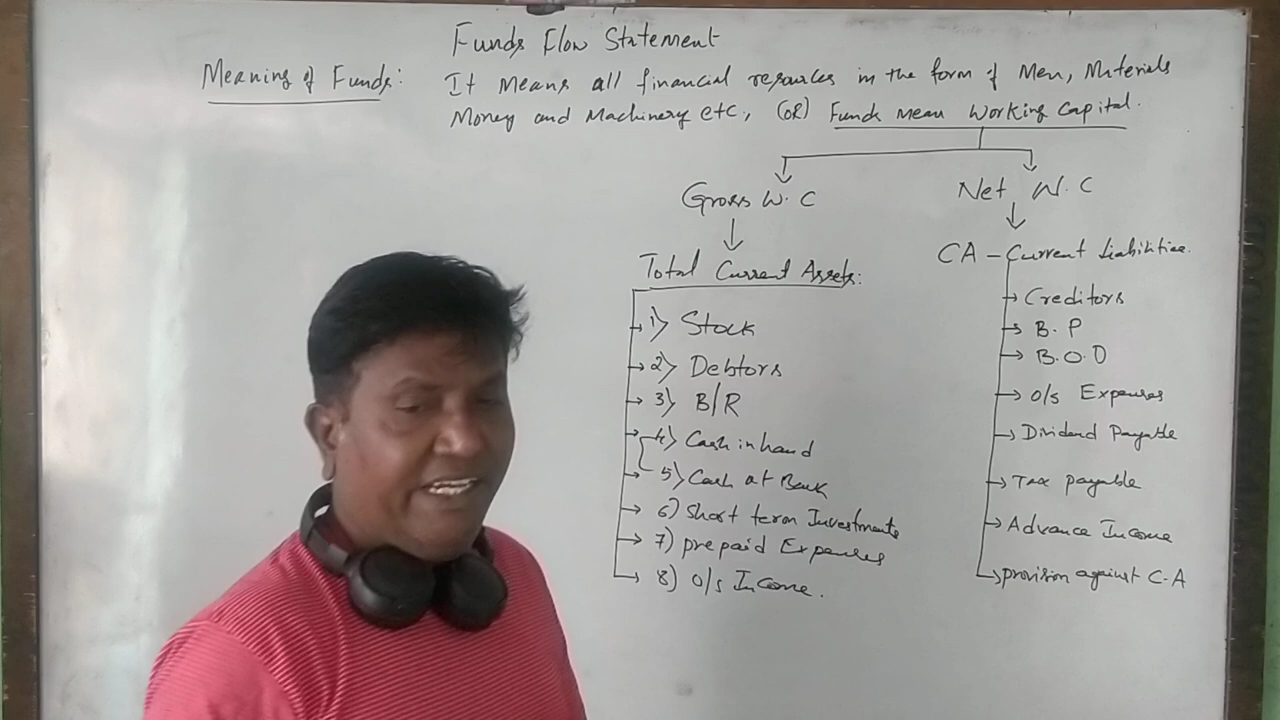 Funds Flow Statement
Meaning of Funds: It Means all financial resources in the form of Men, Materials
Money and Machinery etc, (OR) Funds mean Working Capital.
Gross W.C
Net W.C
Total Current Assets:
CA - Current Liabilities.
1) Stock
2) Debtors
3) B/R
4) Cash in hand
5) Cash at Bank
6) Short term Investments
7) prepaid Expenses
8) O/s Income.
Creditors
B.P
B.O.D
O/s Expenses
Dividend Payable
Tax payable
Advance Income
provision against C.A